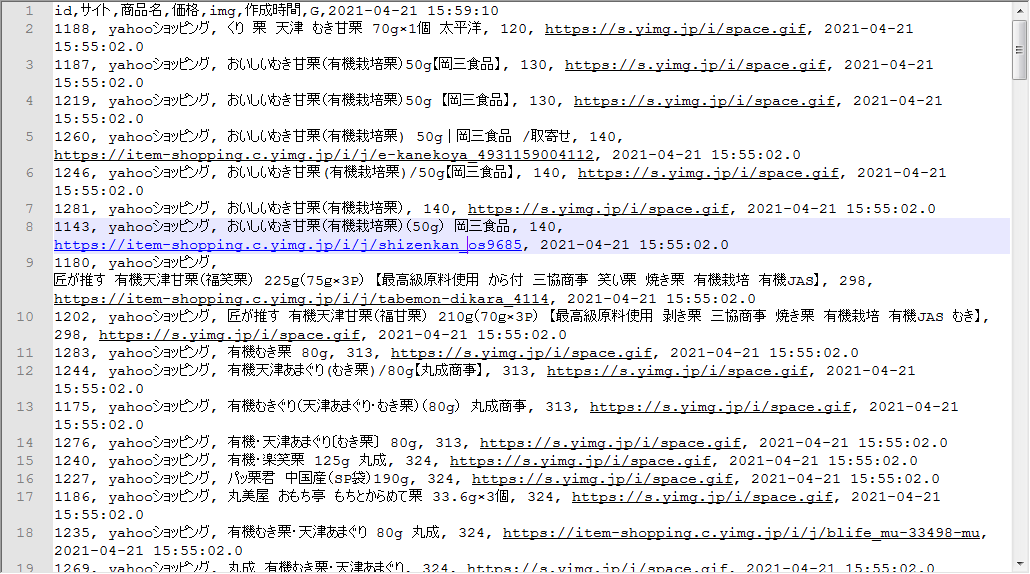 1 id,サイト,商品名,価格,img,作成時間,G,2021-04-21 15:59:10
2 1188, yahooショッピング, くり 栗 天津 むき甘栗 70g×1個 太平洋, 120, https://s.yimg.jp/i/space.gif, 2021-04-21
15:55:02.0
3 1187, yahooショッピング, おいしいむき甘栗(有機栽培栗)50g【岡三食品】, 130, https://s.yimg.jp/i/space.gif, 2021-04-21
15:55:02.0
4 1219, yahooショッピング, おいしいむき甘栗(有機栽培栗)50g 【岡三食品】, 130, https://s.yimg.jp/i/space.gif, 2021-04-21
15:55:02.0
5 1260, yahooショッピング, おいしいむき甘栗(有機栽培栗) 50g|岡三食品 /取寄せ, 140,
https://item-shopping.c.yimg.jp/i/j/e-kanekoya_4931159004112, 2021-04-21 15:55:02.0
6 1246, yahooショッピング, おいしいむき甘栗(有機栽培栗)/50g【岡三食品】, 140, https://s.yimg.jp/i/space.gif, 2021-04-21
15:55:02.0
7 1281, yahooショッピング, おいしいむき甘栗(有機栽培栗), 140, https://s.yimg.jp/i/space.gif, 2021-04-21 15:55:02.0
8 1143, yahooショッピング, おいしいむき甘栗(有機栽培栗)(50g) 岡三食品, 140,
https://item-shopping.c.yimg.jp/i/j/shizenkan_os9685, 2021-04-21 15:55:02.0
9 1180, yahooショッピング,
匠が推す 有機天津甘栗(福笑栗) 225g(75g×3P) 【最高級原料使用 から付 三協商事 笑い栗 焼き栗 有機栽培 有機JAS】, 298,
https://item-shopping.c.yimg.jp/i/j/tabemon-dikara_4114, 2021-04-21 15:55:02.0
10 1202, yahooショッピング, 匠が推す 有機天津甘栗(福甘栗) 210g(70g×3P) 【最高級原料使用 剥き栗 三協商事 焼き栗 有機栽培 有機JAS むき】,
298, https://s.yimg.jp/i/space.gif, 2021-04-21 15:55:02.0
11 1283, yahooショッピング, 有機むき栗 80g, 313, https://s.yimg.jp/i/space.gif, 2021-04-21 15:55:02.0
12 1244, yahooショッピング, 有機天津あまぐり(むき栗)/80g【丸成商事】, 313, https://s.yimg.jp/i/space.gif, 2021-04-21
15:55:02.0
13 1175, yahooショッピング, 有機むきぐり(天津あまぐり・むき栗)(80g) 丸成商事, 313, https://s.yimg.jp/i/space.gif, 2021-04-21
15:55:02.0
14 1276, yahooショッピング, 有機・天津あまぐり〔むき栗〕 80g, 313, https://s.yimg.jp/i/space.gif, 2021-04-21 15:55:02.0
15 1240, yahooショッピング, 有機・楽笑栗 125g 丸成, 324, https://s.yimg.jp/i/space.gif, 2021-04-21 15:55:02.0
16 1227, yahooショッピング, パッ栗君 中国産(SP袋)190g, 324, https://s.yimg.jp/i/space.gif, 2021-04-21 15:55:02.0
17 1186, yahooショッピング, 丸美屋 おもち亭 もちとからめて栗 33.6g×3個, 324, https://s.yimg.jp/i/space.gif, 2021-04-21
15:55:02.0
18 1235, yahooショッピング, 有機むき栗・天津あまぐり 80g 丸成, 324, https://item-shopping.c.yimg.jp/i/j/blife_mu-33498-mu,
2021-04-21 15:55:02.0
19 1269, yahooショッピング, 丸成 有機むき栗・天津あまぐり, 324, https://s.yimg.jp/i/space.gif, 2021-04-21 15:55:02.0